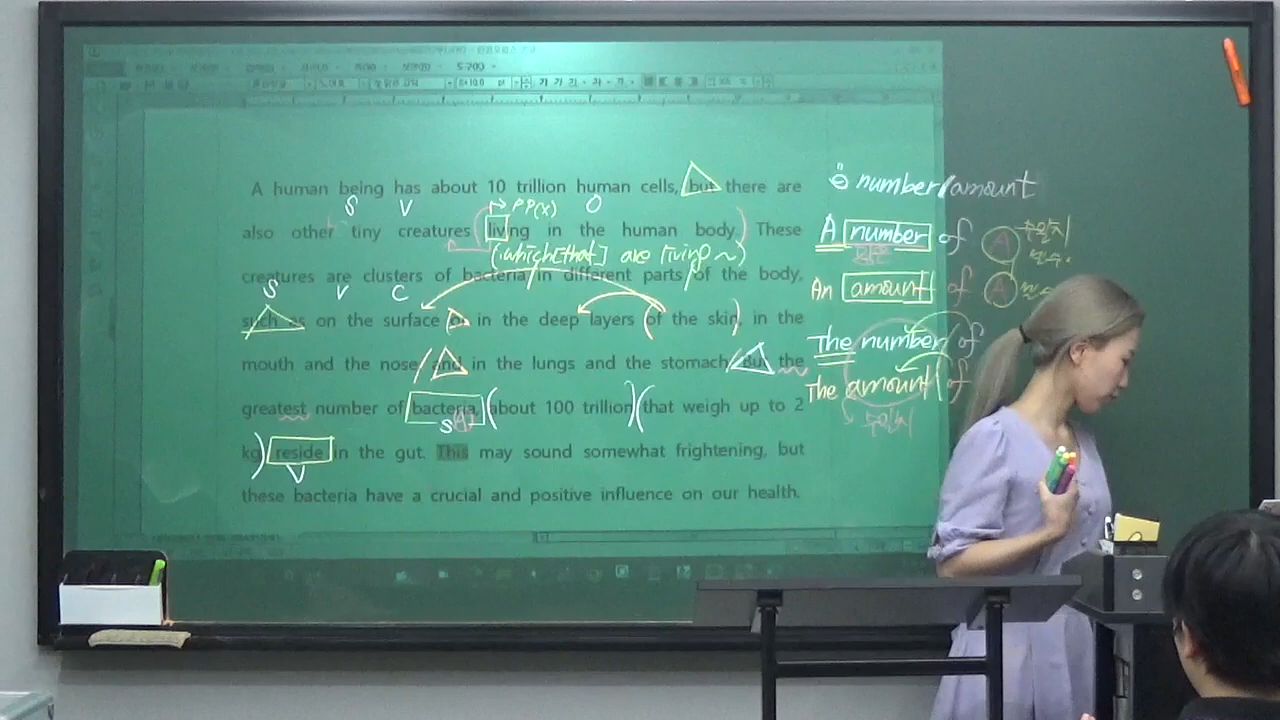 A human being has about 10 trillion human cells, but there are
S V PP(X) O
also other tiny creatures living in the human body. These
(which[that] are living ~)
creatures are clusters of bacteria in different parts of the body,
S V C
such as on the surface or in the deep layers of the skin, in the
mouth and the nose and in the lungs and the stomach. But the
greatest number of bacteria, about 100 trillion that weigh up to 2
S
kg reside in the gut. This may sound somewhat frightening, but
V
these bacteria have a crucial and positive influence on our health.
number/amount
A number of A
An amount of A
The number of
The amount of